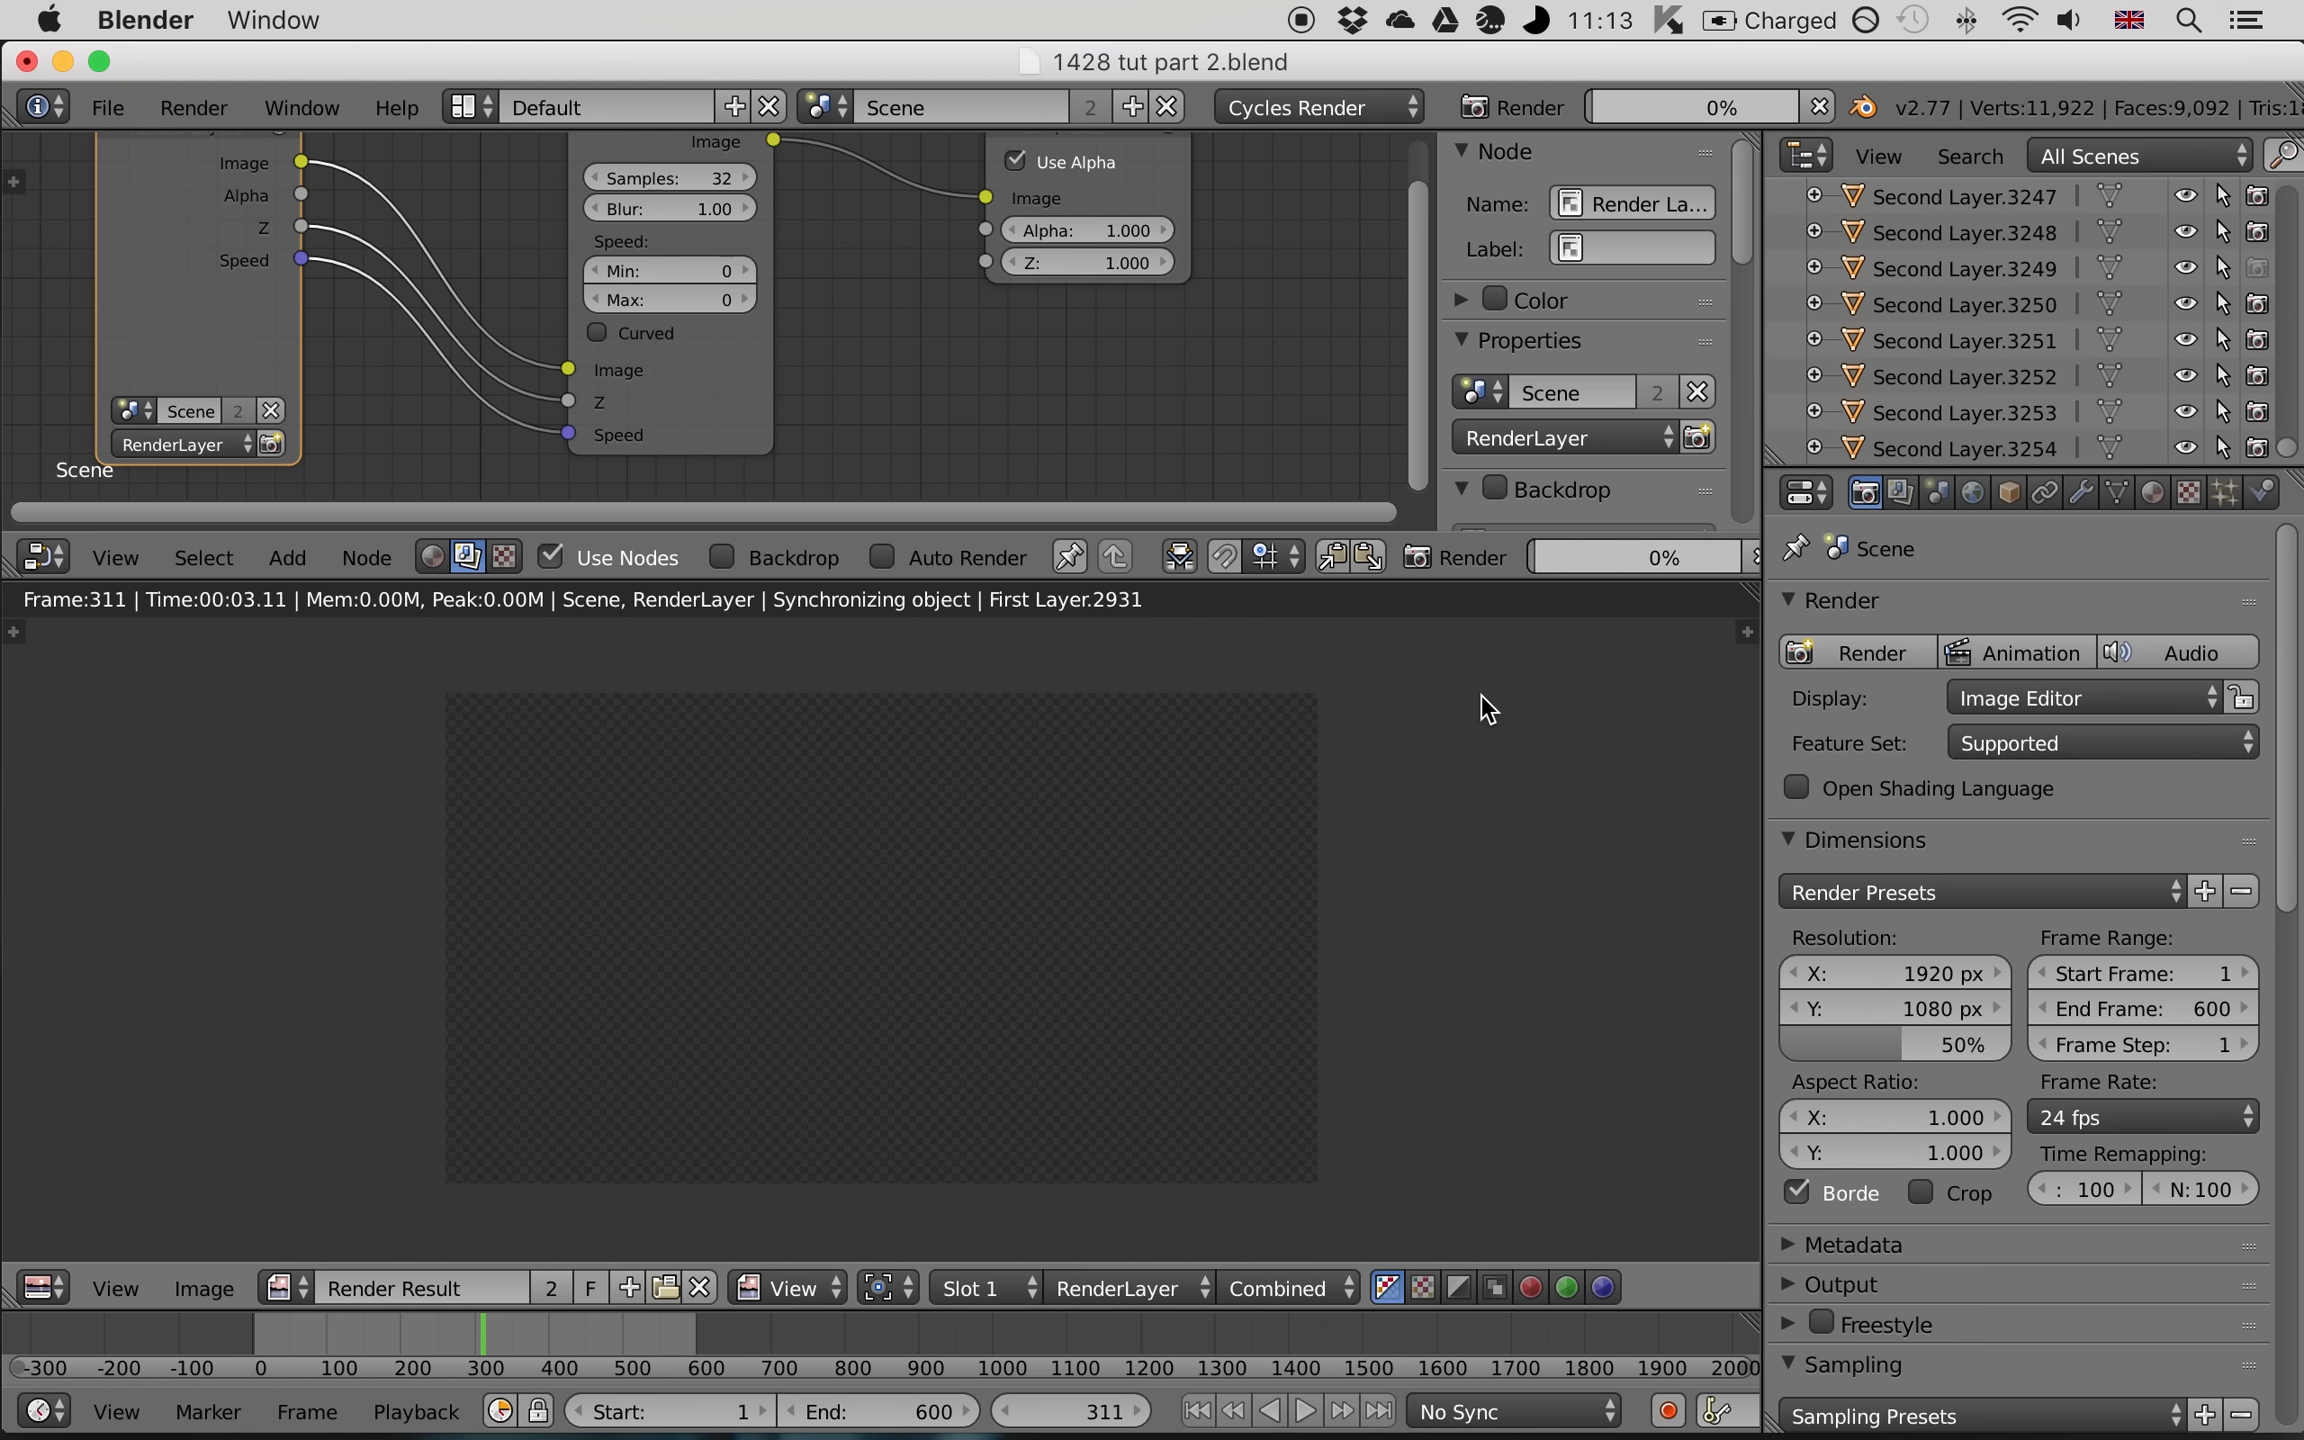 Blender Window 11:13 Charged
1428 tut part 2.blend
File Render Window Help Default Scene 2 Cycles Render Render 0% v2.77 | Verts:11,922 | Faces:9,092 | Tris:18
Image
Alpha
Z
Speed
Scene 2
RenderLayer
Scene
Image
Samples: 32
Blur: 1.00
Speed:
Min: 0
Max: 0
Curved
Image
Z
Speed
Use Alpha
Image
Alpha: 1.000
Z: 1.000
Node
Name: Render La...
Label:
Color
Properties
Scene 2
RenderLayer
Backdrop
View Search All Scenes
Second Layer.3247
Second Layer.3248
Second Layer.3249
Second Layer.3250
Second Layer.3251
Second Layer.3252
Second Layer.3253
Second Layer.3254
View Select Add Node Use Nodes Backdrop Auto Render Render 0%
Frame:311 | Time:00:03.11 | Mem:0.00M, Peak:0.00M | Scene, RenderLayer | Synchronizing object | First Layer.2931
Scene
Render
Render Animation Audio
Display: Image Editor
Feature Set: Supported
Open Shading Language
Dimensions
Render Presets
Resolution: Frame Range:
X: 1920 px Start Frame: 1
Y: 1080 px End Frame: 600
50% Frame Step: 1
Aspect Ratio: Frame Rate:
X: 1.000 24 fps
Y: 1.000 Time Remapping:
Borde Crop : 100 N: 100
Metadata
Output
Freestyle
Sampling
Sampling Presets
View Image Render Result 2 F View Slot 1 RenderLayer Combined
-300 -200 -100 0 100 200 300 400 500 600 700 800 900 1000 1100 1200 1300 1400 1500 1600 1700 1800 1900 2000
View Marker Frame Playback Start: 1 End: 600 311 No Sync